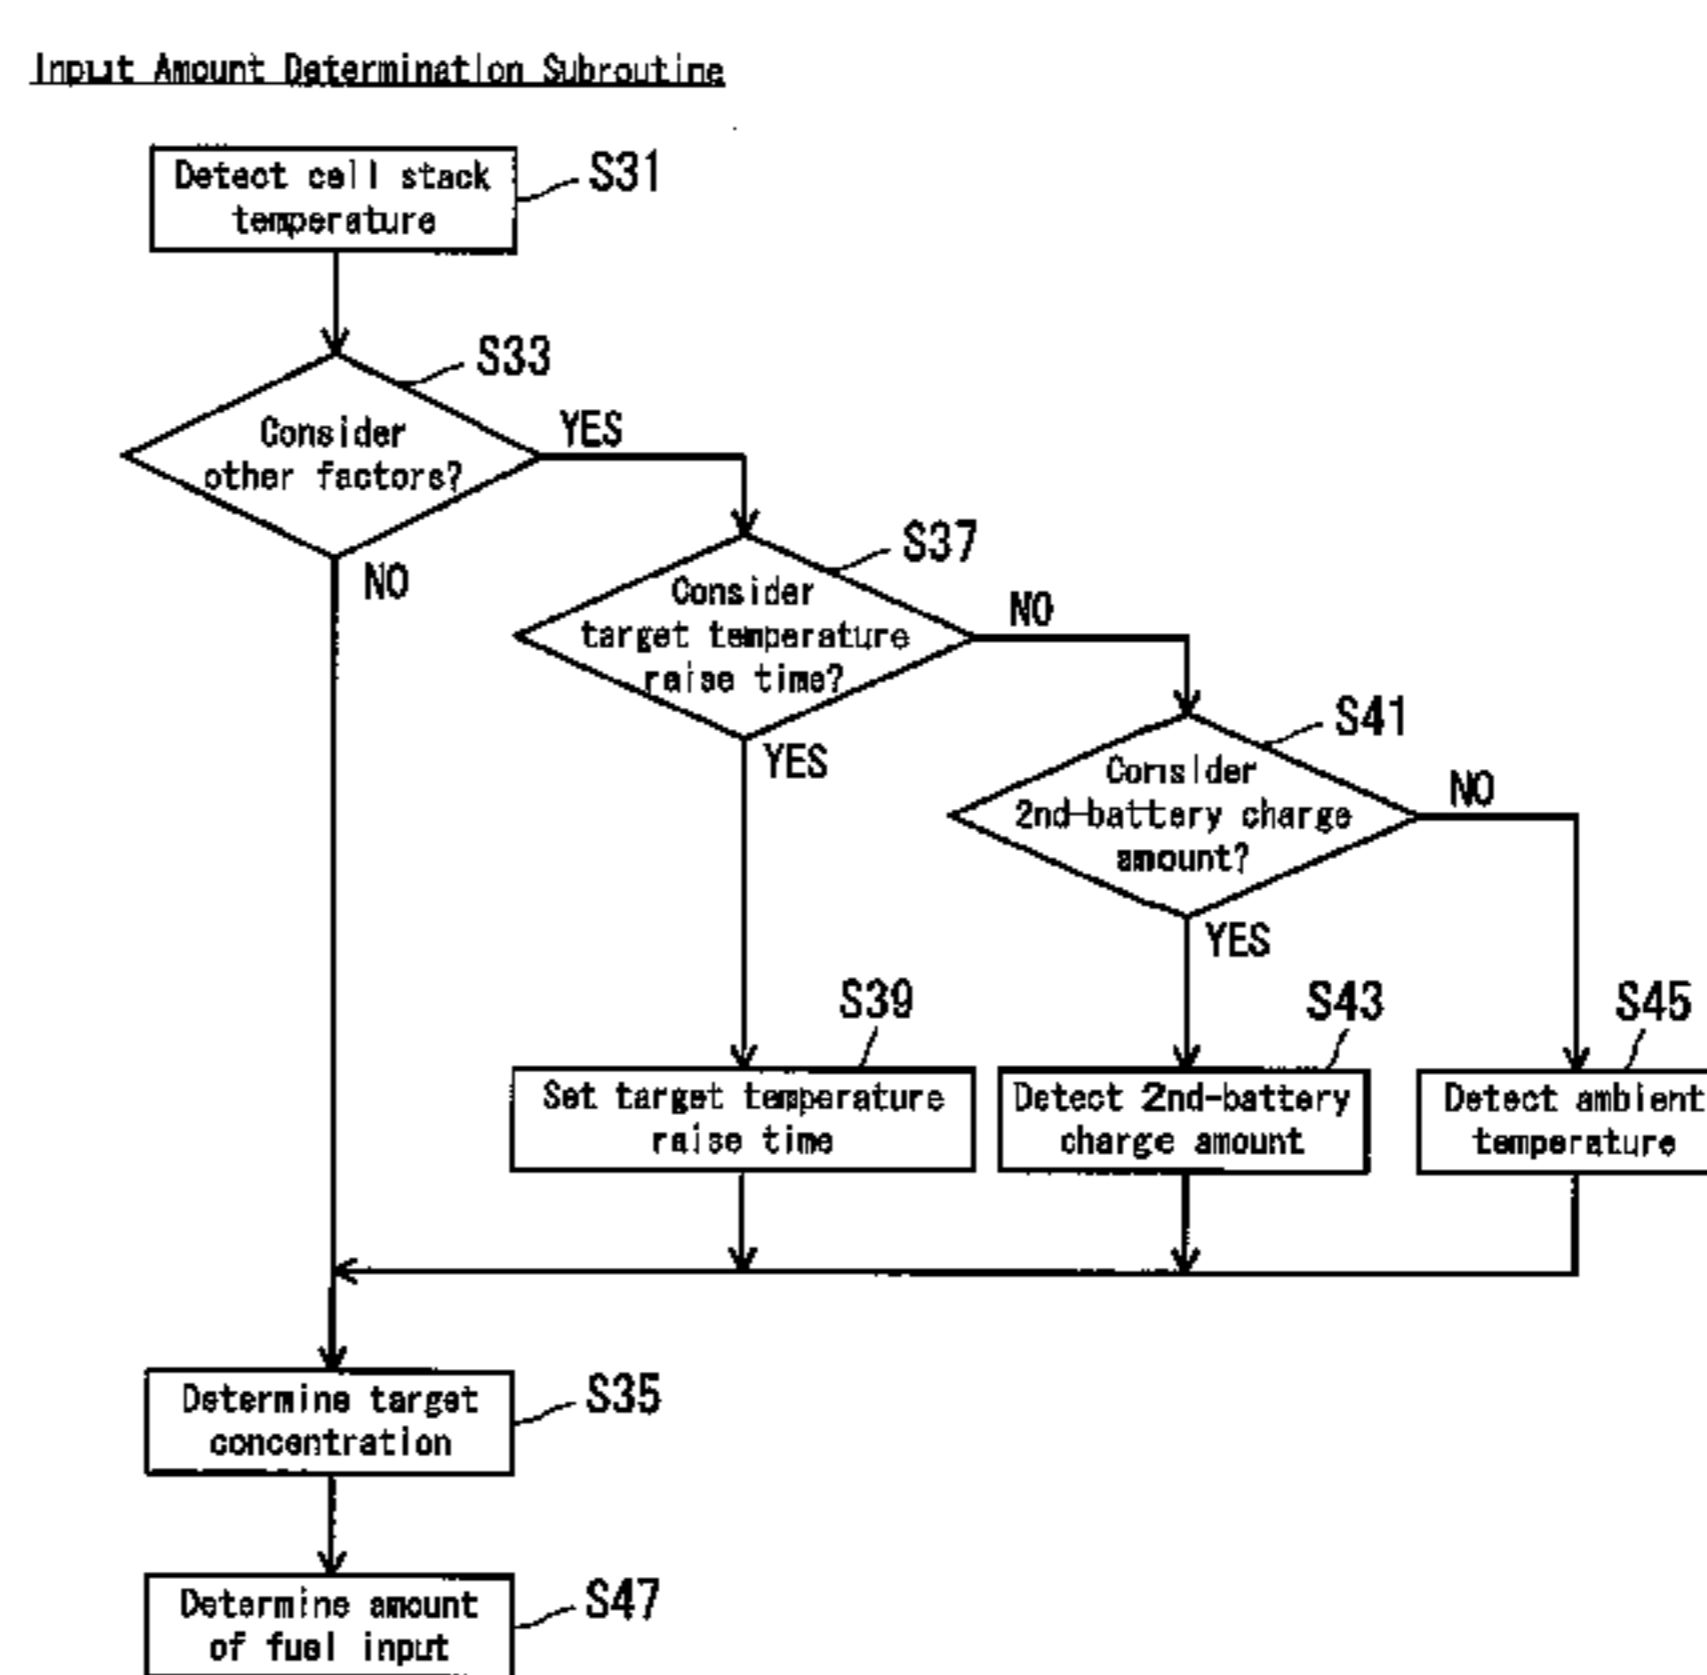 Input Amount Determination Subroutine
Detect cell stack
temperature
S31
S33
Consider
other factors?
YES
NO
S37
Consider
target temperature
raise time?
NO
YES
S41
Consider
2nd-battery charge
amount?
NO
YES
S39
Set target temperature
raise time
S43
Detect 2nd-battery
charge amount
S45
Detect ambient
temperature
Determine target
concentration
S35
Determine amount
of fuel input
S47